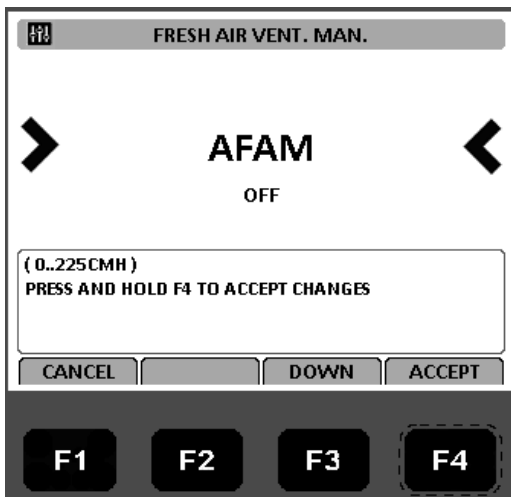 FRESH AIR VENT. MAN.
AFAM
OFF
( 0..225CMH )
PRESS AND HOLD F4 TO ACCEPT CHANGES
CANCEL DOWN ACCEPT
F1 F2 F3 F4